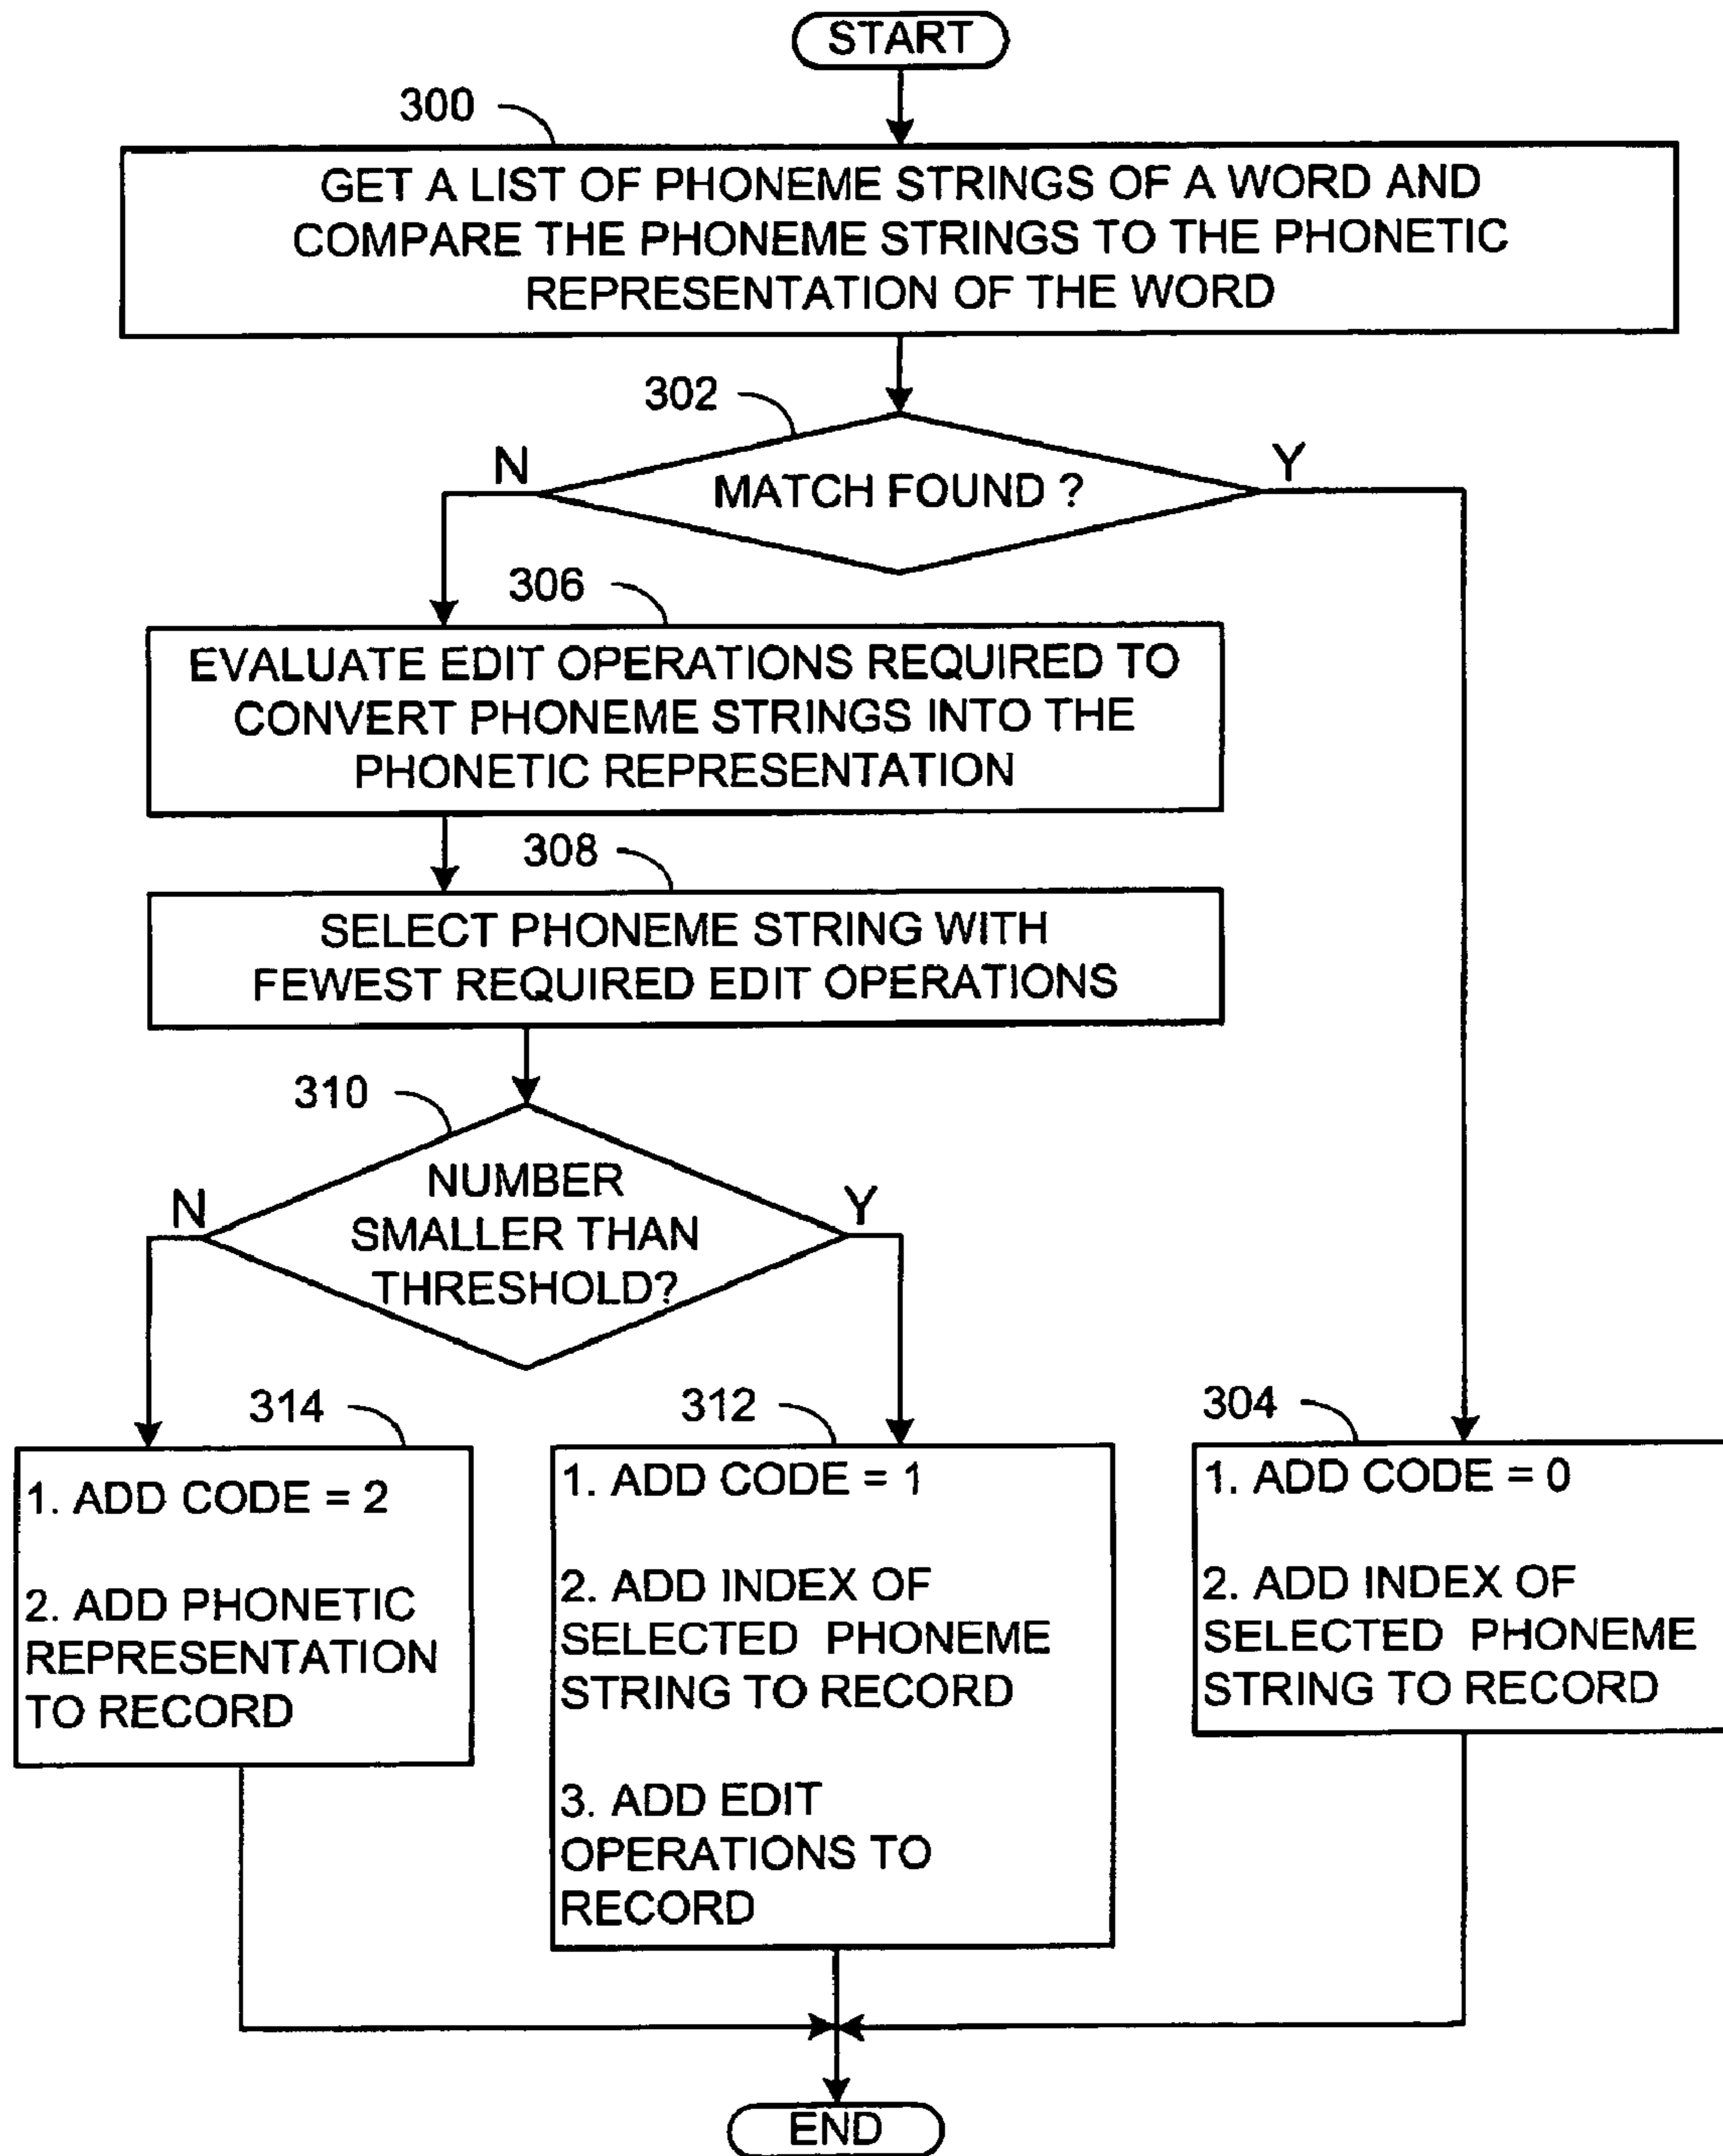 START
300
GET A LIST OF PHONEME STRINGS OF A WORD AND
COMPARE THE PHONEME STRINGS TO THE PHONETIC
REPRESENTATION OF THE WORD
302
N
Y
MATCH FOUND ?
306
EVALUATE EDIT OPERATIONS REQUIRED TO
CONVERT PHONEME STRINGS INTO THE
PHONETIC REPRESENTATION
308
SELECT PHONEME STRING WITH
FEWEST REQUIRED EDIT OPERATIONS
310
N
Y
NUMBER
SMALLER THAN
THRESHOLD?
314
1. ADD CODE = 2
2. ADD PHONETIC
REPRESENTATION
TO RECORD
312
1. ADD CODE = 1
2. ADD INDEX OF
SELECTED PHONEME
STRING TO RECORD
3. ADD EDIT
OPERATIONS TO
RECORD
304
1. ADD CODE = 0
2. ADD INDEX OF
SELECTED PHONEME
STRING TO RECORD
END